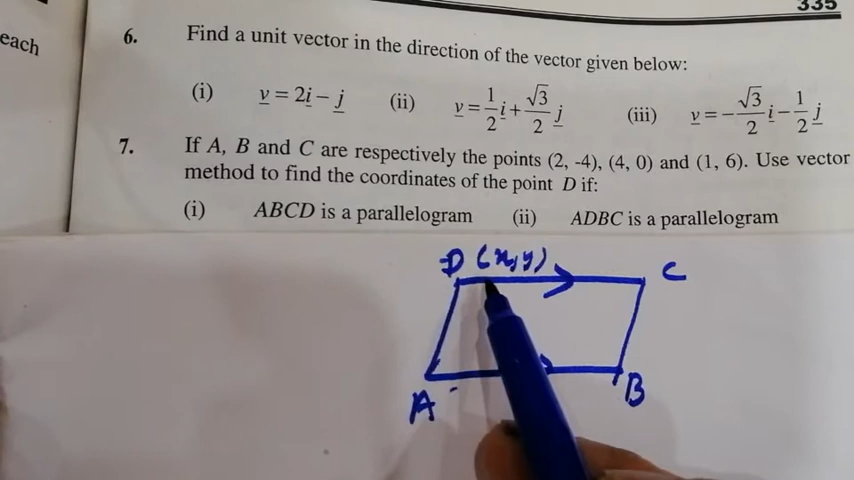 335
each
6. Find a unit vector in the direction of the vector given below:
(i) v = 2i − j (ii) v = 1/2 i + √3/2 j (iii) v = − √3/2 i − 1/2 j
7. If A, B and C are respectively the points (2, -4), (4, 0) and (1, 6). Use vector
method to find the coordinates of the point D if:
(i) ABCD is a parallelogram (ii) ADBC is a parallelogram
D (x, y) C
A B